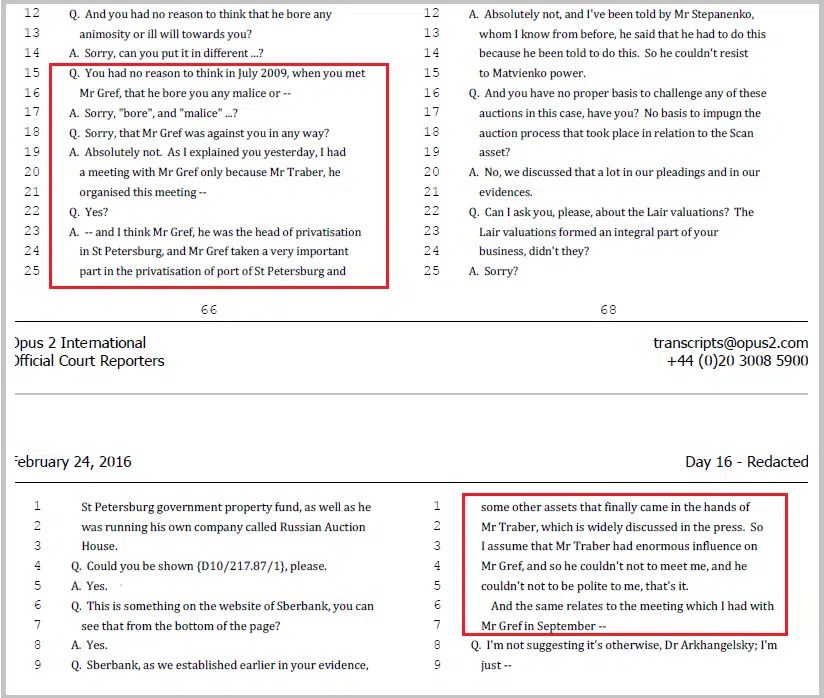 12 Q. And you had no reason to think that he bore any
13 animosity or ill will towards you?
14 A. Sorry, can you put it in different ...?
15 Q. You had no reason to think in July 2009, when you met
16 Mr Gref, that he bore you any malice or --
17 A. Sorry, "bore", and "malice" ...?
18 Q. Sorry, that Mr Gref was against you in any way?
19 A. Absolutely not. As I explained you yesterday, I had
20 a meeting with Mr Gref only because Mr Traber, he
21 organised this meeting --
22 Q. Yes?
23 A. -- and I think Mr Gref, he was the head of privatisation
24 in St Petersburg, and Mr Gref taken a very important
25 part in the privatisation of port of St Petersburg and
66
12 A. Absolutely not, and I've been told by Mr Stepanenko,
13 whom I know from before, he said that he had to do this
14 because he been told to do this. So he couldn't resist
15 to Matvienko power.
16 Q. And you have no proper basis to challenge any of these
17 auctions in this case, have you? No basis to impugn the
18 auction process that took place in relation to the Scan
19 asset?
20 A. No, we discussed that a lot in our pleadings and in our
21 evidences.
22 Q. Can I ask you, please, about the Lair valuations? The
23 Lair valuations formed an integral part of your
24 business, didn't they?
25 A. Sorry?
68
Opus 2 International
Official Court Reporters
transcripts@opus2.com
+44 (0)20 3008 5900
February 24, 2016
Day 16 - Redacted
1 St Petersburg government property fund, as well as he
2 was running his own company called Russian Auction
3 House.
4 Q. Could you be shown {D10/217.87/1}, please.
5 A. Yes.
6 Q. This is something on the website of Sberbank, you can
7 see that from the bottom of the page?
8 A. Yes.
9 Q. Sberbank, as we established earlier in your evidence,
1 some other assets that finally came in the hands of
2 Mr Traber, which is widely discussed in the press. So
3 I assume that Mr Traber had enormous influence on
4 Mr Gref, and so he couldn't not to meet me, and he
5 couldn't not to be polite to me, that's it.
6 And the same relates to the meeting which I had with
7 Mr Gref in September --
8 Q. I'm not suggesting it's otherwise, Dr Arkhangelsky; I'm
9 just --